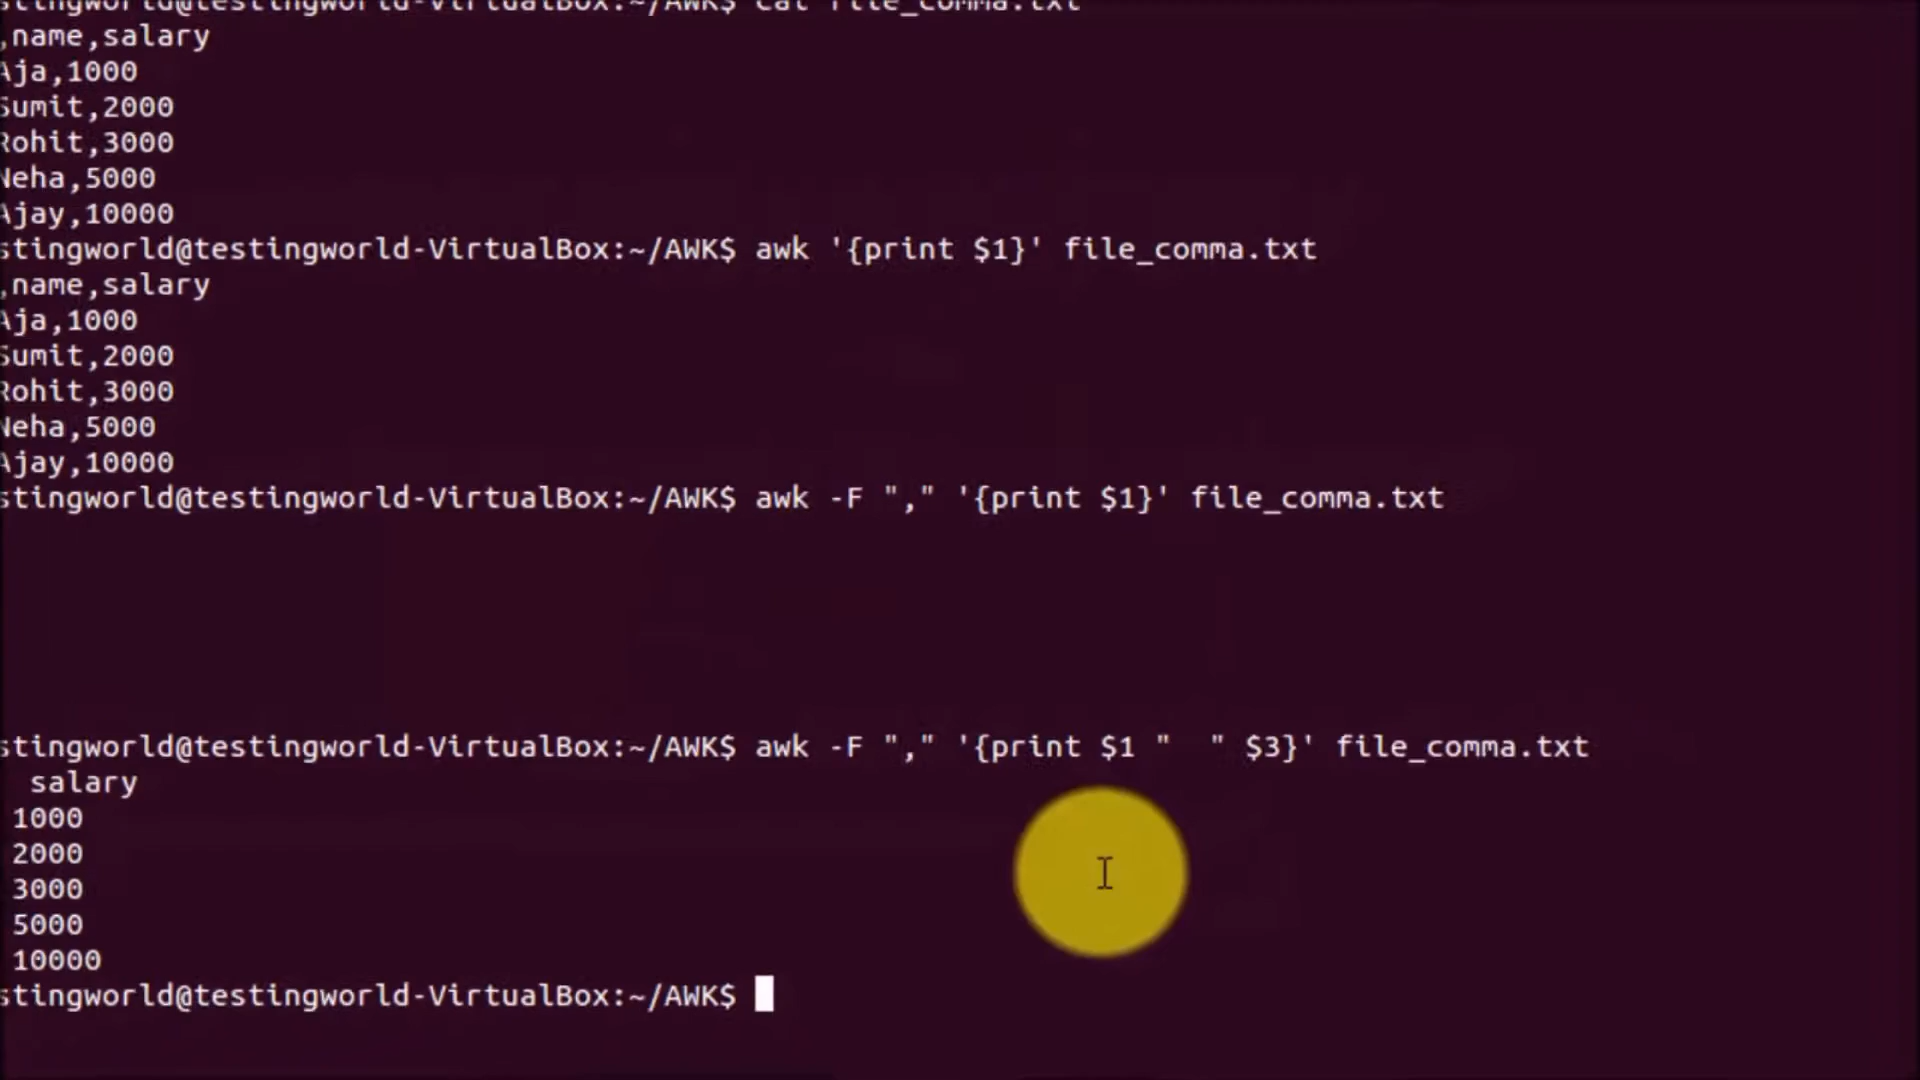 stingworld@testingworld-VirtualBox:~/AWK$ cat file_comma.txt
,name,salary
Aja,1000
Sumit,2000
Rohit,3000
Neha,5000
Ajay,10000
stingworld@testingworld-VirtualBox:~/AWK$ awk '{print $1}' file_comma.txt
,name,salary
Aja,1000
Sumit,2000
Rohit,3000
Neha,5000
Ajay,10000
stingworld@testingworld-VirtualBox:~/AWK$ awk -F "," '{print $1}' file_comma.txt
stingworld@testingworld-VirtualBox:~/AWK$ awk -F "," '{print $1 "  " $3}' file_comma.txt
salary
1000
2000
3000
5000
10000
stingworld@testingworld-VirtualBox:~/AWK$